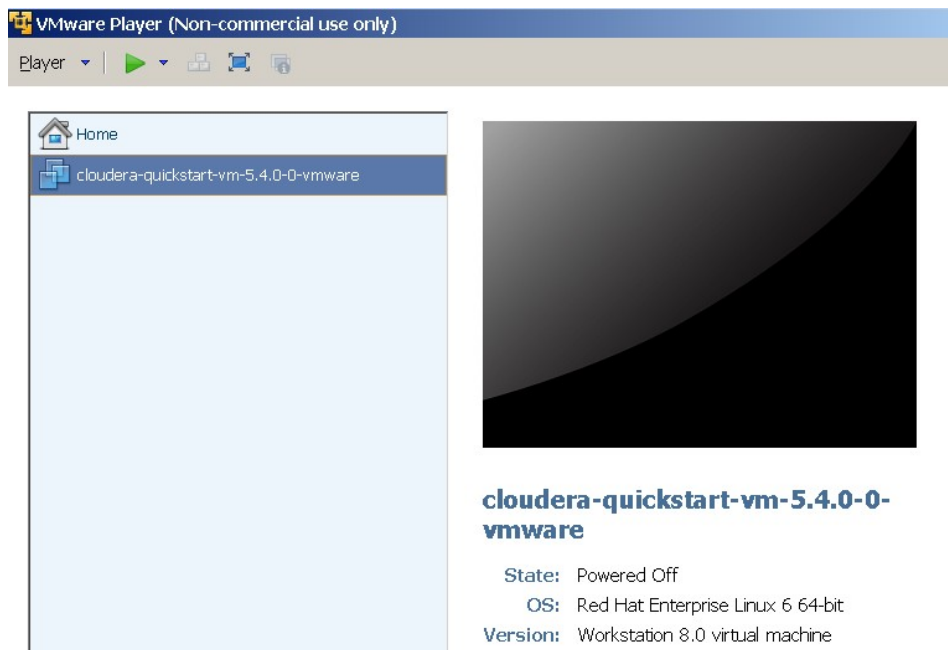 VMware Player (Non-commercial use only)
Player
Home
cloudera-quickstart-vm-5.4.0-0-vmware
cloudera-quickstart-vm-5.4.0-0-
vmware
State: Powered Off
OS: Red Hat Enterprise Linux 6 64-bit
Version: Workstation 8.0 virtual machine